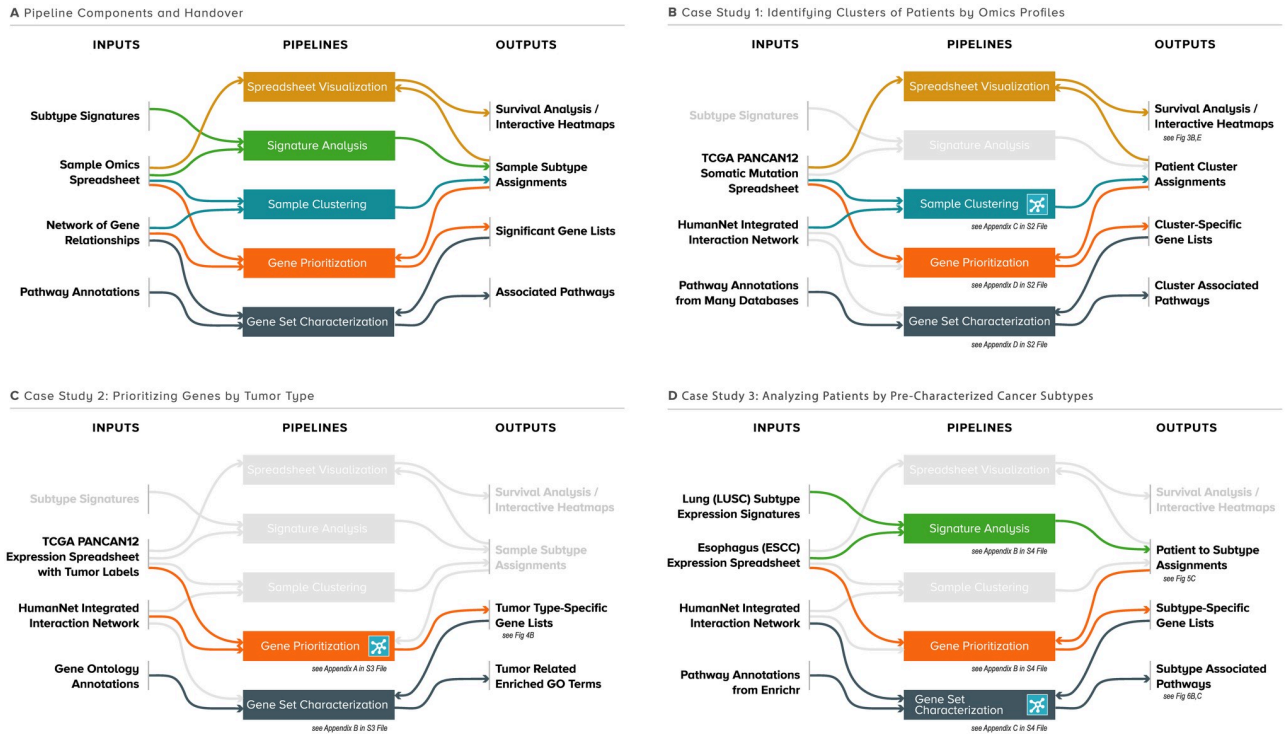 A Pipeline Components and Handover
INPUTS
PIPELINES
OUTPUTS
Subtype Signatures
Sample Omics
Spreadsheet
Network of Gene
Relationships
Pathway Annotations
Spreadsheet Visualization
Signature Analysis
Sample Clustering
Gene Prioritization
Gene Set Characterization
Survival Analysis /
Interactive Heatmaps
Sample Subtype
Assignments
Significant Gene Lists
Associated Pathways
B Case Study 1: Identifying Clusters of Patients by Omics Profiles
INPUTS
PIPELINES
OUTPUTS
Subtype Signatures
TCGA PANCAN12
Somatic Mutation
Spreadsheet
HumanNet Integrated
Interaction Network
Pathway Annotations
from Many Databases
Spreadsheet Visualization
Signature Analysis
Sample Clustering
see Appendix C in S2 File
Gene Prioritization
see Appendix D in S2 File
Gene Set Characterization
see Appendix D in S2 File
Survival Analysis /
Interactive Heatmaps
see Fig 3B,E
Patient Cluster
Assignments
Cluster-Specific
Gene Lists
Cluster Associated
Pathways
C Case Study 2: Prioritizing Genes by Tumor Type
INPUTS
PIPELINES
OUTPUTS
Subtype Signatures
TCGA PANCAN12
Expression Spreadsheet
with Tumor Labels
HumanNet Integrated
Interaction Network
Gene Ontology
Annotations
Spreadsheet Visualization
Signature Analysis
Sample Clustering
Gene Prioritization
see Appendix A in S3 File
Gene Set Characterization
see Appendix B in S3 File
Survival Analysis /
Interactive Heatmaps
Sample Subtype
Assignments
Tumor Type-Specific
Gene Lists
see Fig 4B
Tumor Related
Enriched GO Terms
D Case Study 3: Analyzing Patients by Pre-Characterized Cancer Subtypes
INPUTS
PIPELINES
OUTPUTS
Lung (LUSC) Subtype
Expression Signatures
Esophagus (ESCC)
Expression Spreadsheet
HumanNet Integrated
Interaction Network
Pathway Annotations
from Enrichr
Spreadsheet Visualization
Signature Analysis
see Appendix B in S4 File
Sample Clustering
Gene Prioritization
see Appendix B in S4 File
Gene Set
Characterization
see Appendix C in S4 File
Survival Analysis /
Interactive Heatmaps
Patient to Subtype
Assignments
see Fig 5C
Subtype-Specific
Gene Lists
Subtype Associated
Pathways
see Fig 6B,C